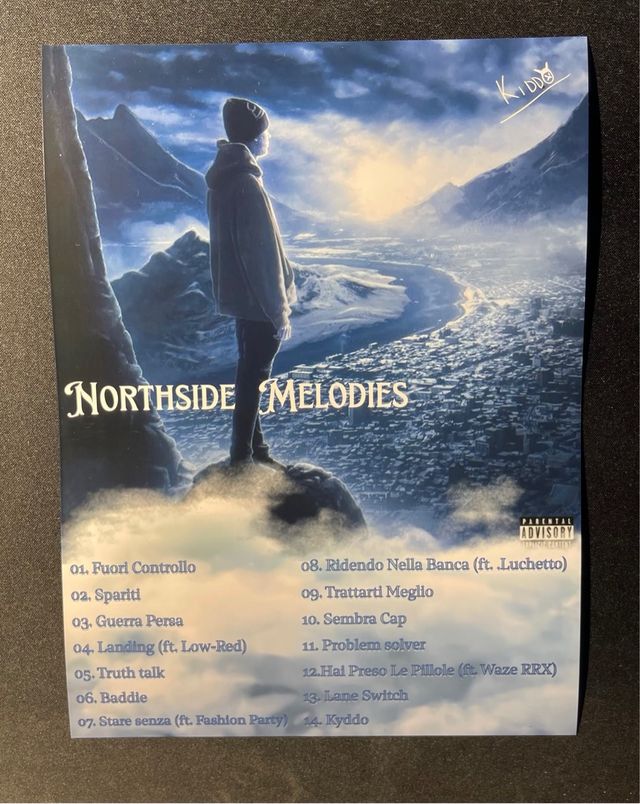 KIDDO
NORTHSIDE MELODIES
PARENTAL
ADVISORY
EXPLICIT CONTENT
01. Fuori Controllo
02. Spariti
03. Guerra Persa
04. Landing (ft. Low-Red)
05. Truth talk
06. Baddie
07. Stare senza (ft. Fashion Party)
08. Ridendo Nella Banca (ft. .Luchetto)
09. Trattarti Meglio
10. Sembra Cap
11. Problem solver
12.Hai Preso Le Pillole (ft. Waze RRX)
13. Lane Switch
14. Kyddo